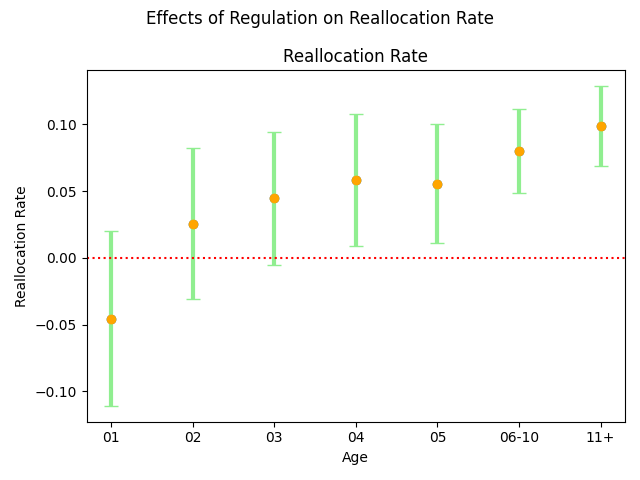 Effects of Regulation on Reallocation Rate
Reallocation Rate
Reallocation Rate
0.10
0.05
0.00
−0.05
−0.10
01 02 03 04 05 06-10 11+
Age